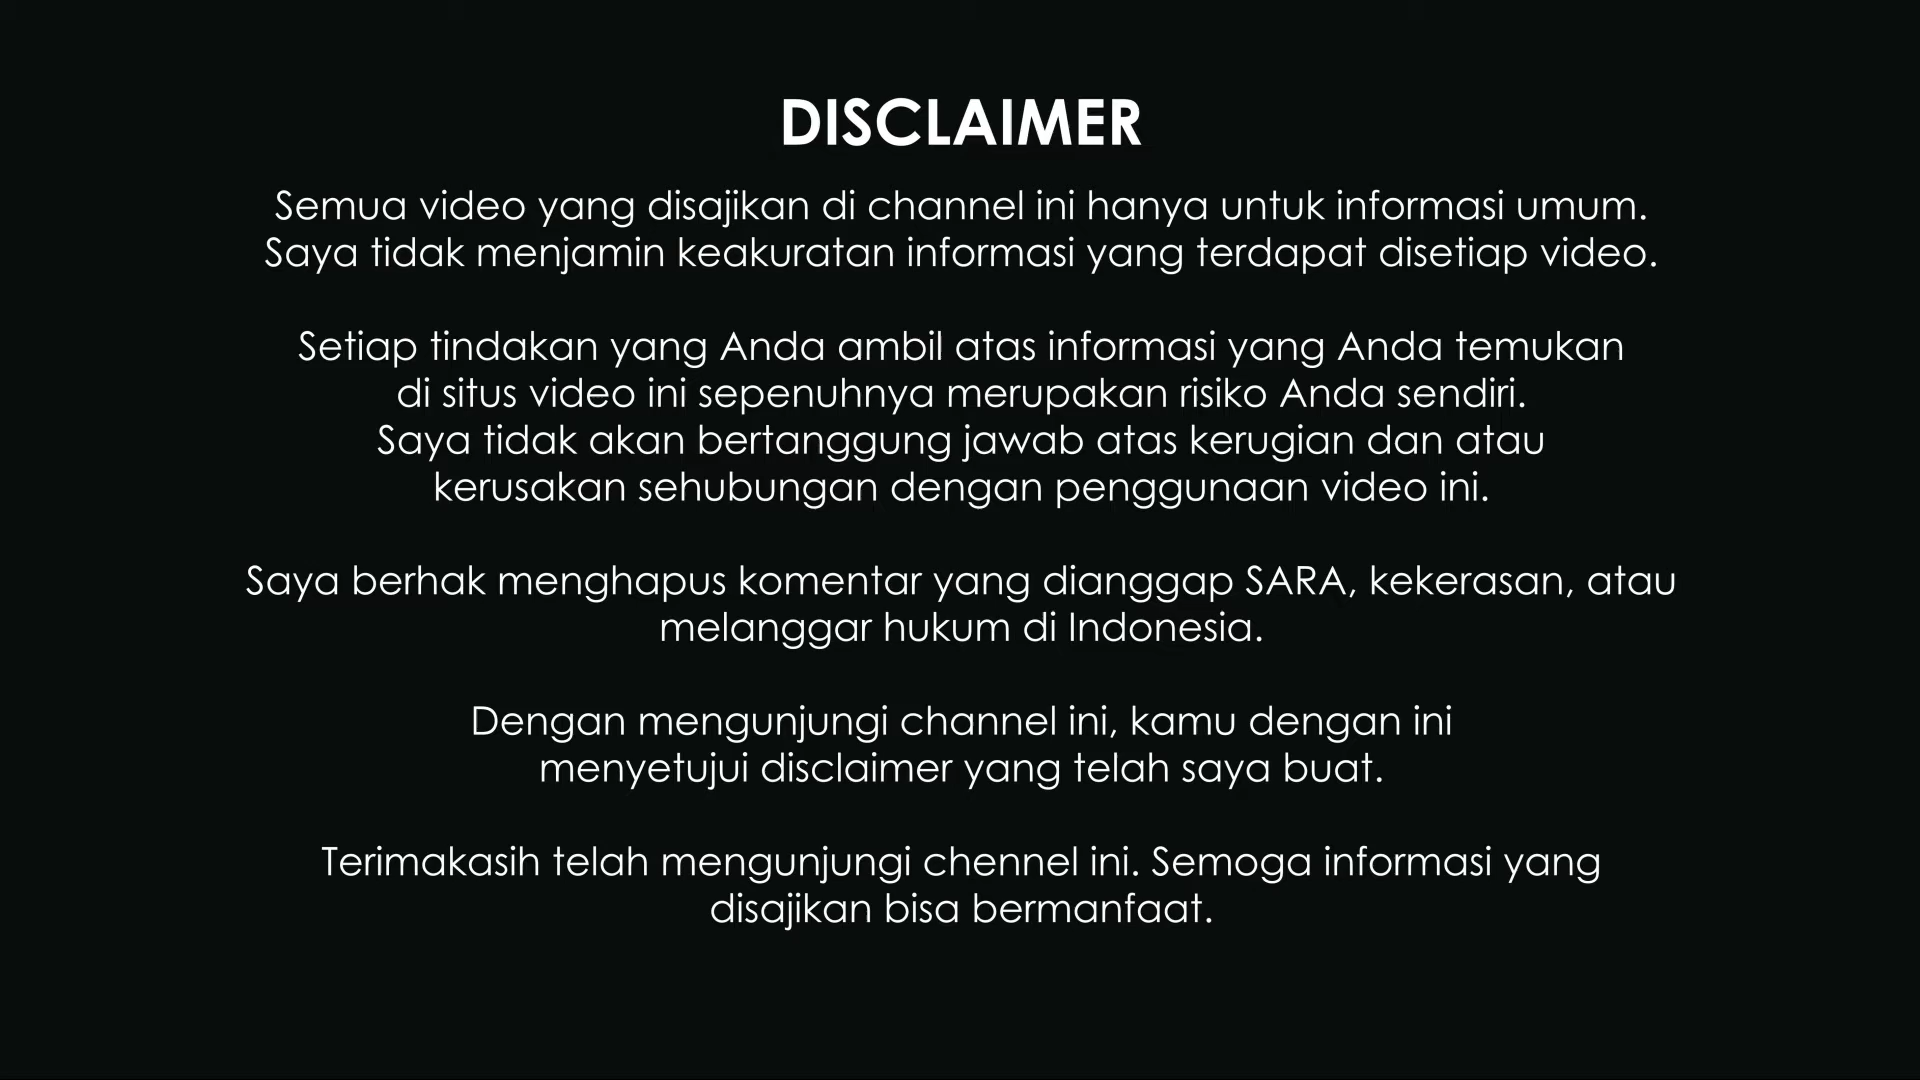 DISCLAIMER
Semua video yang disajikan di channel ini hanya untuk informasi umum.
Saya tidak menjamin keakuratan informasi yang terdapat disetiap video.
Setiap tindakan yang Anda ambil atas informasi yang Anda temukan
di situs video ini sepenuhnya merupakan risiko Anda sendiri.
Saya tidak akan bertanggung jawab atas kerugian dan atau
kerusakan sehubungan dengan penggunaan video ini.
Saya berhak menghapus komentar yang dianggap SARA, kekerasan, atau
melanggar hukum di Indonesia.
Dengan mengunjungi channel ini, kamu dengan ini
menyetujui disclaimer yang telah saya buat.
Terimakasih telah mengunjungi chennel ini. Semoga informasi yang
disajikan bisa bermanfaat.